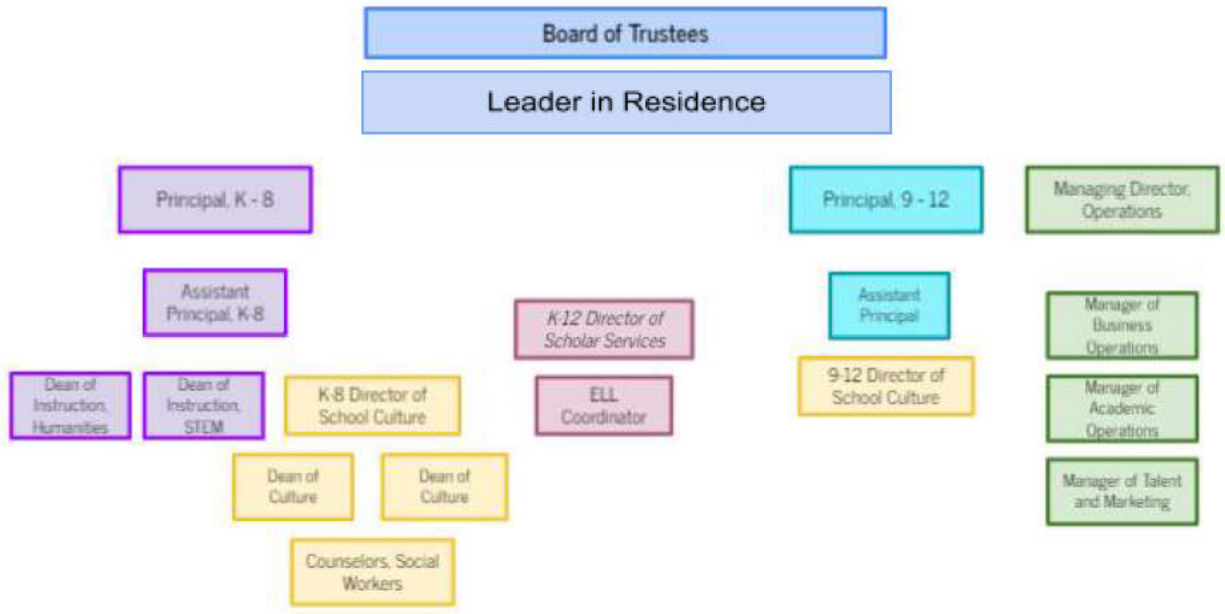 Board of Trustees
Leader in Residence
Principal, K - 8
Principal, 9 - 12
Managing Director,
Operations
Assistant
Principal, K-8
K-12 Director of
Scholar Services
Assistant
Principal
Manager of
Business
Operations
Dean of
Instruction,
Humanities
Dean of
Instruction,
STEM
K-8 Director of
School Culture
ELL
Coordinator
9-12 Director of
School Culture
Manager of
Academic
Operations
Dean of
Culture
Dean of
Culture
Manager of Talent
and Marketing
Counselors, Social
Workers